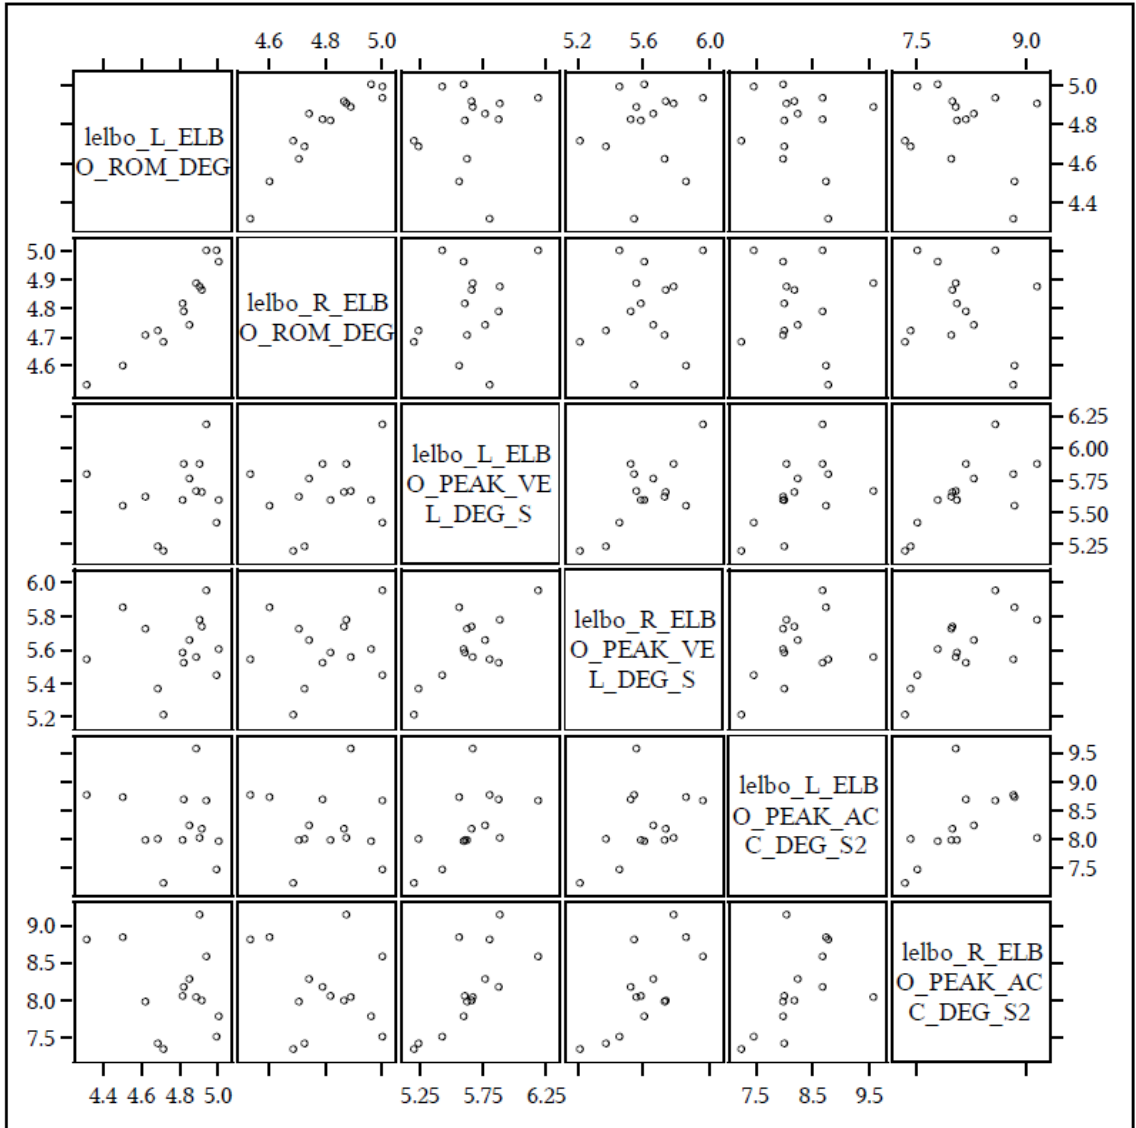 4.6 4.8 5.0 5.2 5.6 6.0 7.5 9.0
lelbo_L_ELB
O_ROM_DEG
5.0
4.8
4.6
4.4
5.0
4.9
4.8
4.7
4.6
lelbo_R_ELB
O_ROM_DEG
lelbo_L_ELB
O_PEAK_VE
L_DEG_S
6.25
6.00
5.75
5.50
5.25
6.0
5.8
5.6
5.4
5.2
lelbo_R_ELB
O_PEAK_VE
L_DEG_S
lelbo_L_ELB
O_PEAK_AC
C_DEG_S2
9.5
9.0
8.5
8.0
7.5
9.0
8.5
8.0
7.5
lelbo_R_ELB
O_PEAK_AC
C_DEG_S2
4.4 4.6 4.8 5.0 5.25 5.75 6.25 7.5 8.5 9.5